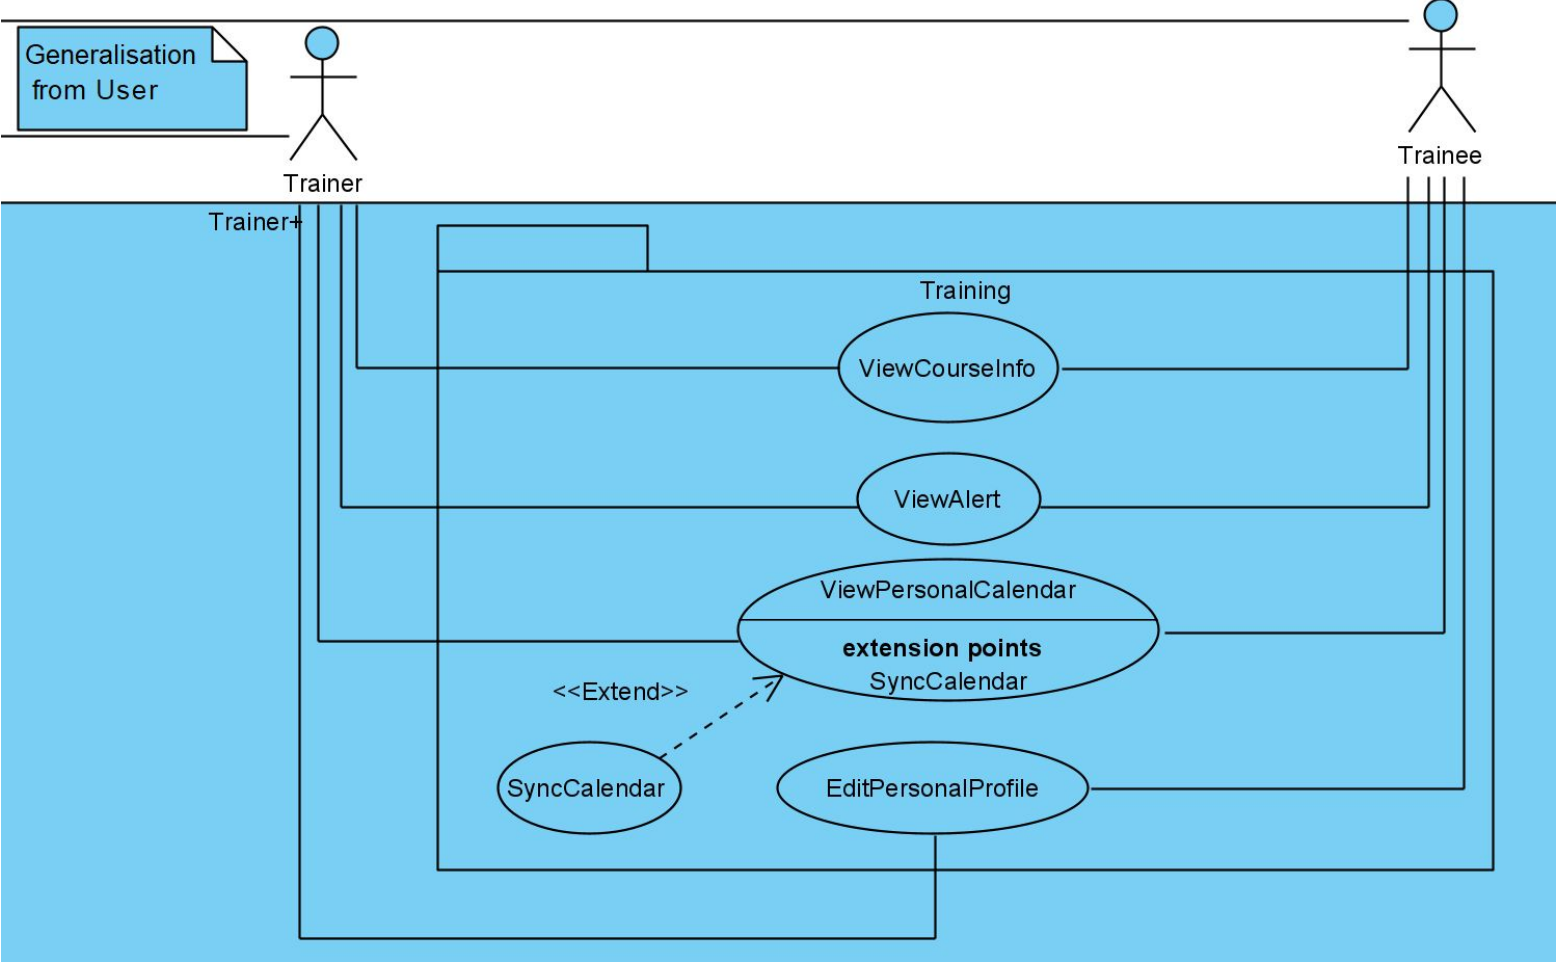 Generalisation
from User
Trainer
Trainee
Trainer+
Training
ViewCourseInfo
ViewAlert
ViewPersonalCalendar
extension points
SyncCalendar
<<Extend>>
SyncCalendar
EditPersonalProfile